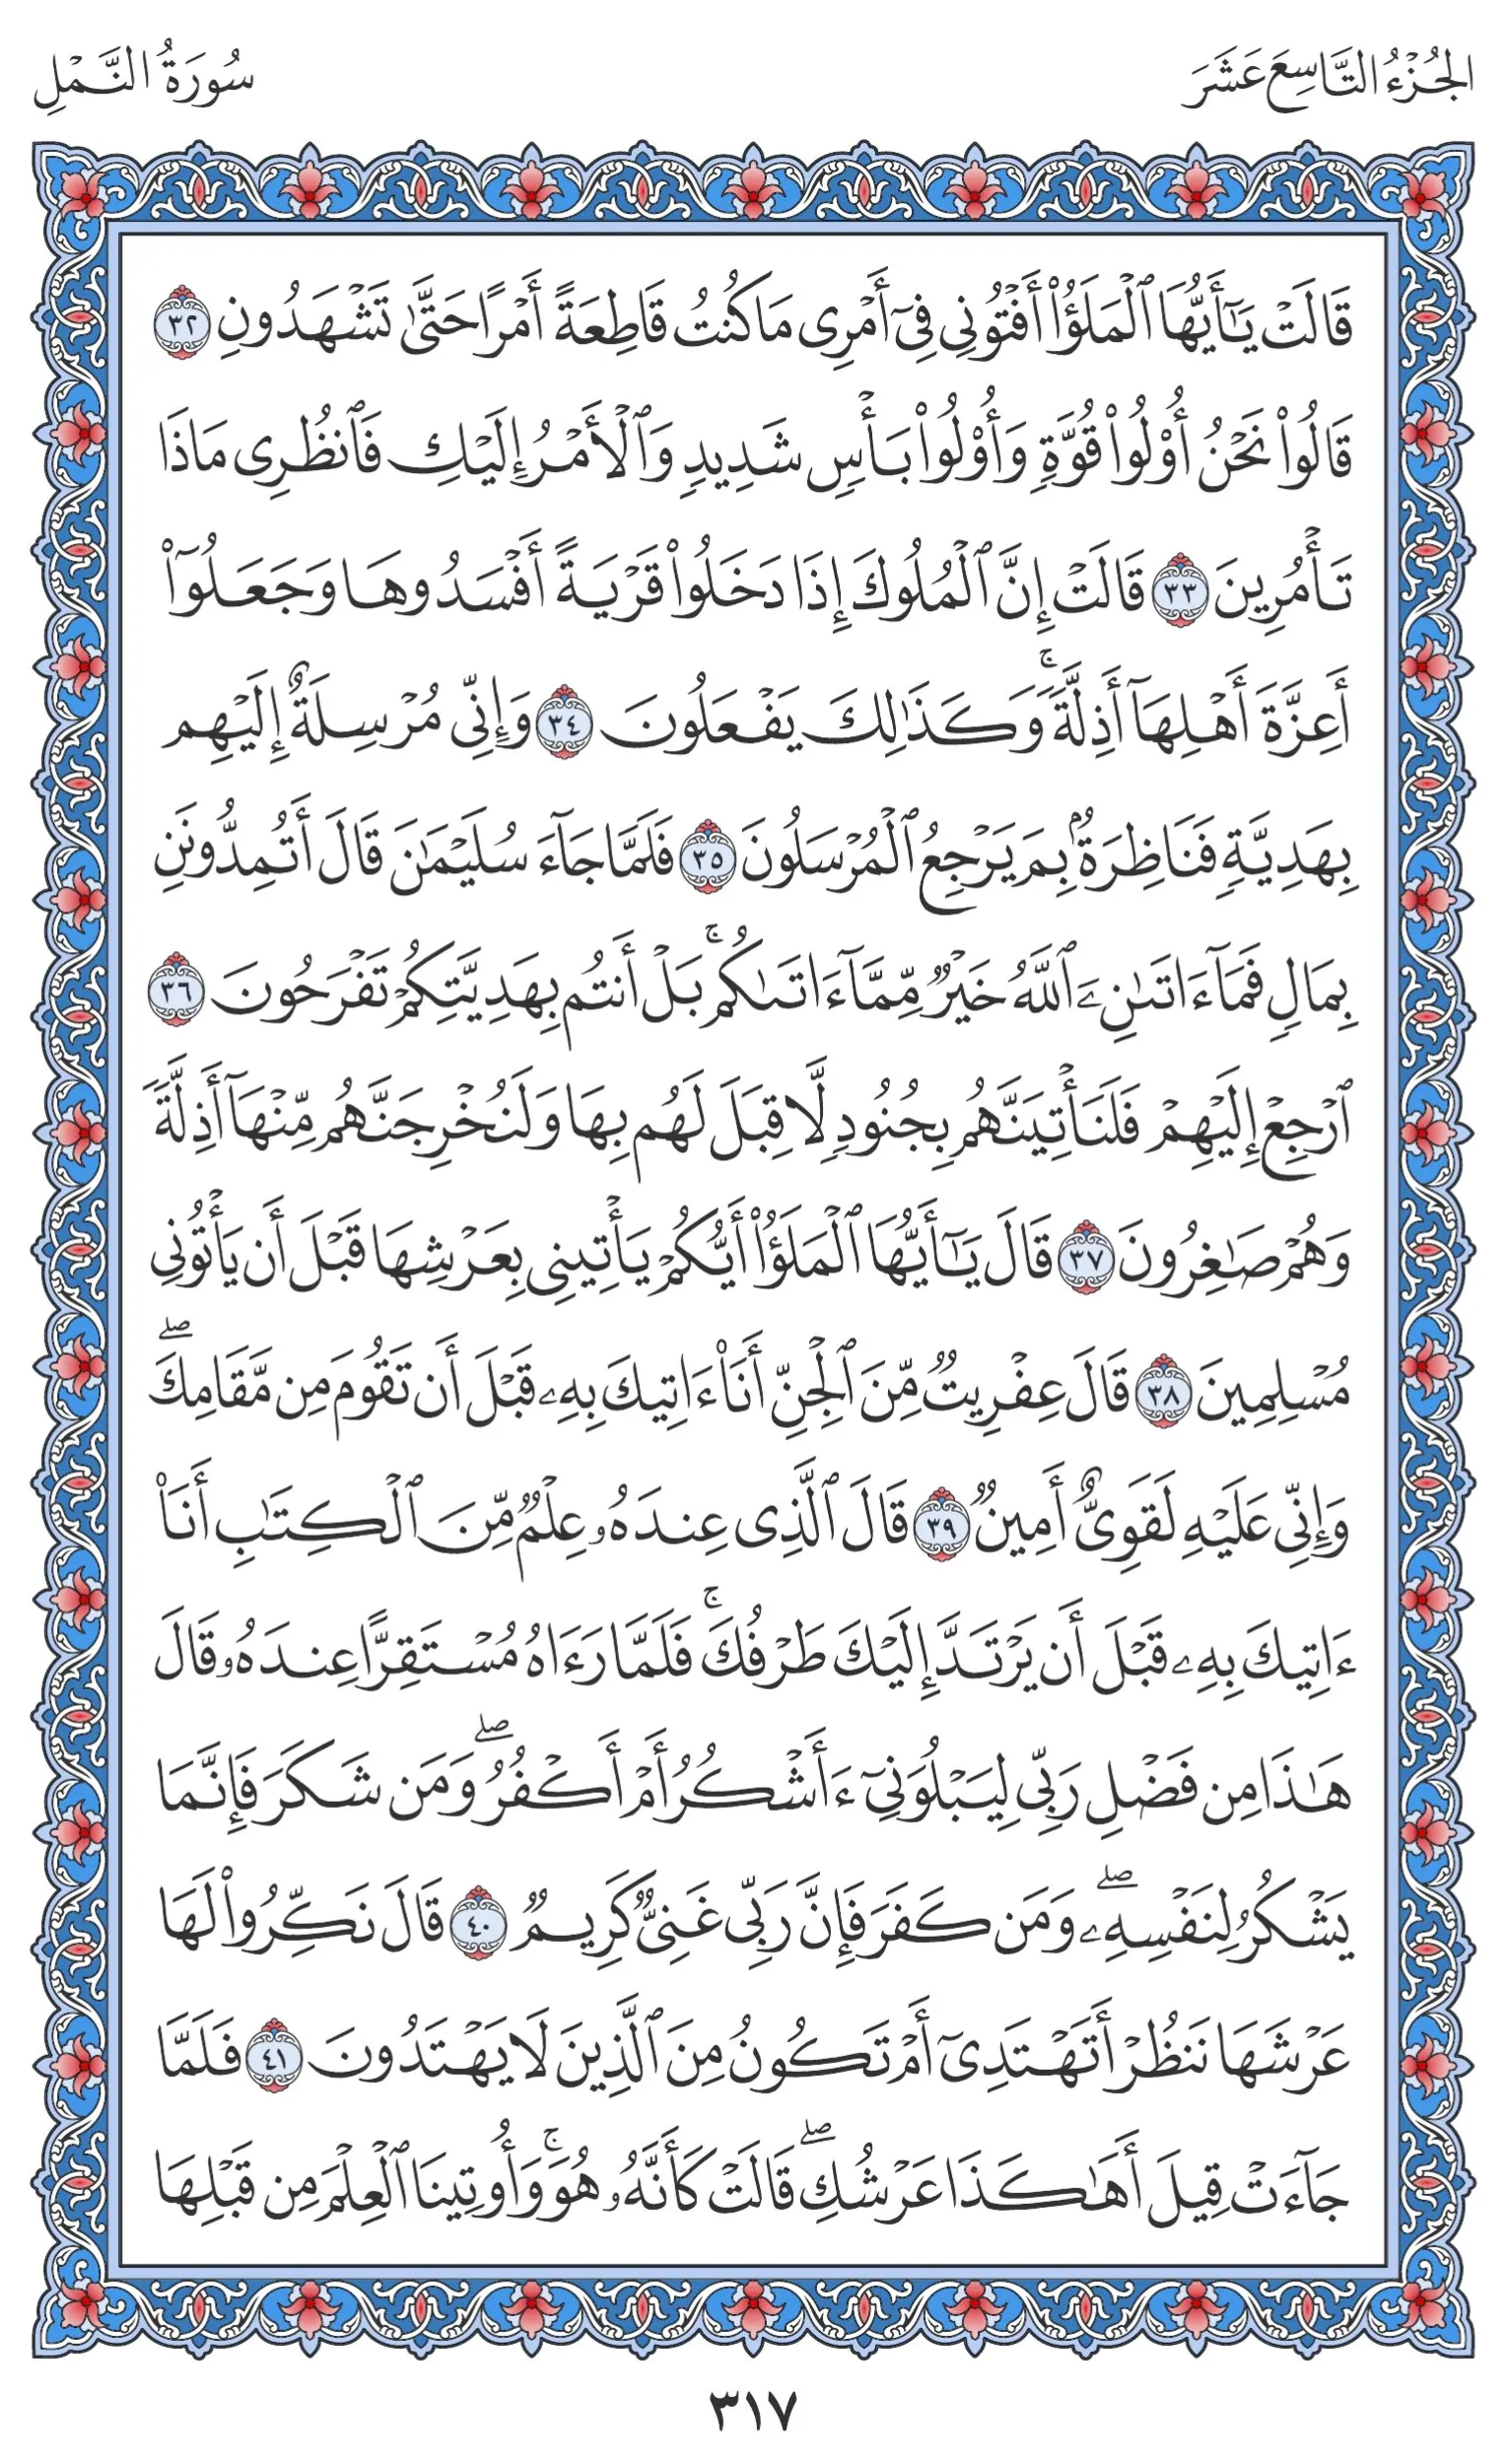 الجُزْءُ التَّاسِعَ عَشَرَ
سُورَةُ النَّمْلِ
قَالَتْ يَـٰٓأَيُّهَا ٱلْمَلَؤُا۟ أَفْتُونِى فِىٓ أَمْرِى مَا كُنتُ قَاطِعَةً أَمْرًا حَتَّىٰ تَشْهَدُونِ ٣٢
قَالُوا۟ نَحْنُ أُو۟لُوا۟ قُوَّةٍ وَأُو۟لُوا۟ بَأْسٍ شَدِيدٍ وَٱلْأَمْرُ إِلَيْكِ فَٱنظُرِى مَاذَا
تَأْمُرِينَ ٣٣ قَالَتْ إِنَّ ٱلْمُلُوكَ إِذَا دَخَلُوا۟ قَرْيَةً أَفْسَدُوهَا وَجَعَلُوٓا۟
أَعِزَّةَ أَهْلِهَآ أَذِلَّةً ۚ وَكَذَٰلِكَ يَفْعَلُونَ ٣٤ وَإِنِّى مُرْسِلَةٌ إِلَيْهِم
بِهَدِيَّةٍ فَنَاظِرَةٌۢ بِمَ يَرْجِعُ ٱلْمُرْسَلُونَ ٣٥ فَلَمَّا جَآءَ سُلَيْمَـٰنَ قَالَ أَتُمِدُّونَنِ
بِمَالٍ فَمَآ ءَاتَىٰنِۦَ ٱللَّهُ خَيْرٌ مِّمَّآ ءَاتَىٰكُم ۚ بَلْ أَنتُم بِهَدِيَّتِكُمْ تَفْرَحُونَ ٣٦
ٱرْجِعْ إِلَيْهِمْ فَلَنَأْتِيَنَّهُم بِجُنُودٍ لَّا قِبَلَ لَهُم بِهَا وَلَنُخْرِجَنَّهُم مِّنْهَآ أَذِلَّةً
وَهُمْ صَـٰغِرُونَ ٣٧ قَالَ يَـٰٓأَيُّهَا ٱلْمَلَؤُا۟ أَيُّكُمْ يَأْتِينِى بِعَرْشِهَا قَبْلَ أَن يَأْتُونِى
مُسْلِمِينَ ٣٨ قَالَ عِفْرِيتٌ مِّنَ ٱلْجِنِّ أَنَا۠ ءَاتِيكَ بِهِۦ قَبْلَ أَن تَقُومَ مِن مَّقَامِكَ ۖ
وَإِنِّى عَلَيْهِ لَقَوِىٌّ أَمِينٌ ٣٩ قَالَ ٱلَّذِى عِندَهُۥ عِلْمٌ مِّنَ ٱلْكِتَـٰبِ أَنَا۠
ءَاتِيكَ بِهِۦ قَبْلَ أَن يَرْتَدَّ إِلَيْكَ طَرْفُكَ ۚ فَلَمَّا رَءَاهُ مُسْتَقِرًّا عِندَهُۥ قَالَ
هَـٰذَا مِن فَضْلِ رَبِّى لِيَبْلُوَنِىٓ ءَأَشْكُرُ أَمْ أَكْفُرُ ۖ وَمَن شَكَرَ فَإِنَّمَا
يَشْكُرُ لِنَفْسِهِۦ ۖ وَمَن كَفَرَ فَإِنَّ رَبِّى غَنِىٌّ كَرِيمٌ ٤٠ قَالَ نَكِّرُوا۟ لَهَا
عَرْشَهَا نَنظُرْ أَتَهْتَدِىٓ أَمْ تَكُونُ مِنَ ٱلَّذِينَ لَا يَهْتَدُونَ ٤١ فَلَمَّا
جَآءَتْ قِيلَ أَهَـٰكَذَا عَرْشُكِ ۖ قَالَتْ كَأَنَّهُۥ هُوَ ۚ وَأُوتِينَا ٱلْعِلْمَ مِن قَبْلِهَا
٣١٧